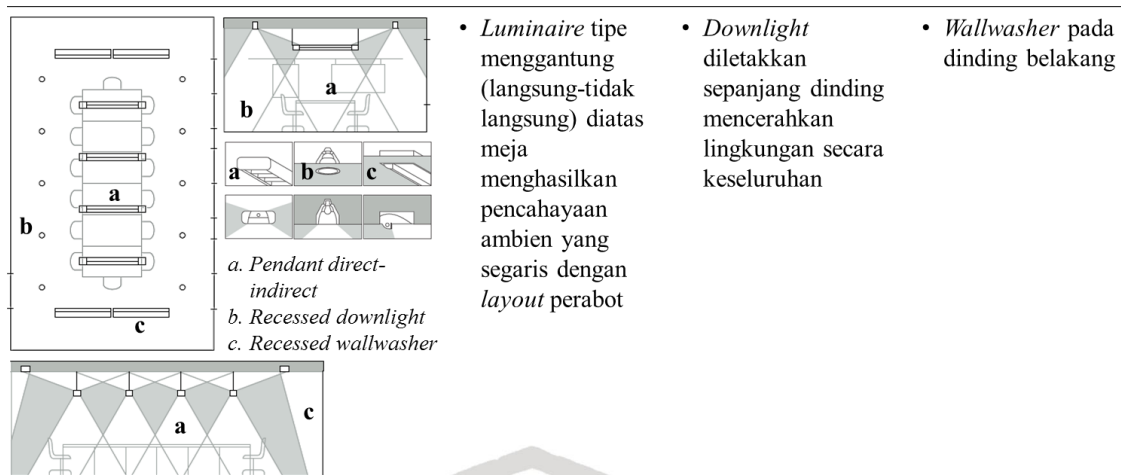 a
b
c
b
a
a
b
c
a. Pendant direct-
indirect
b. Recessed downlight
c. Recessed wallwasher
a
c
• Luminaire tipe
menggantung
(langsung-tidak
langsung) diatas
meja
menghasilkan
pencahayaan
ambien yang
segaris dengan
layout perabot
• Downlight
diletakkan
sepanjang dinding
mencerahkan
lingkungan secara
keseluruhan
• Wallwasher pada
dinding belakang